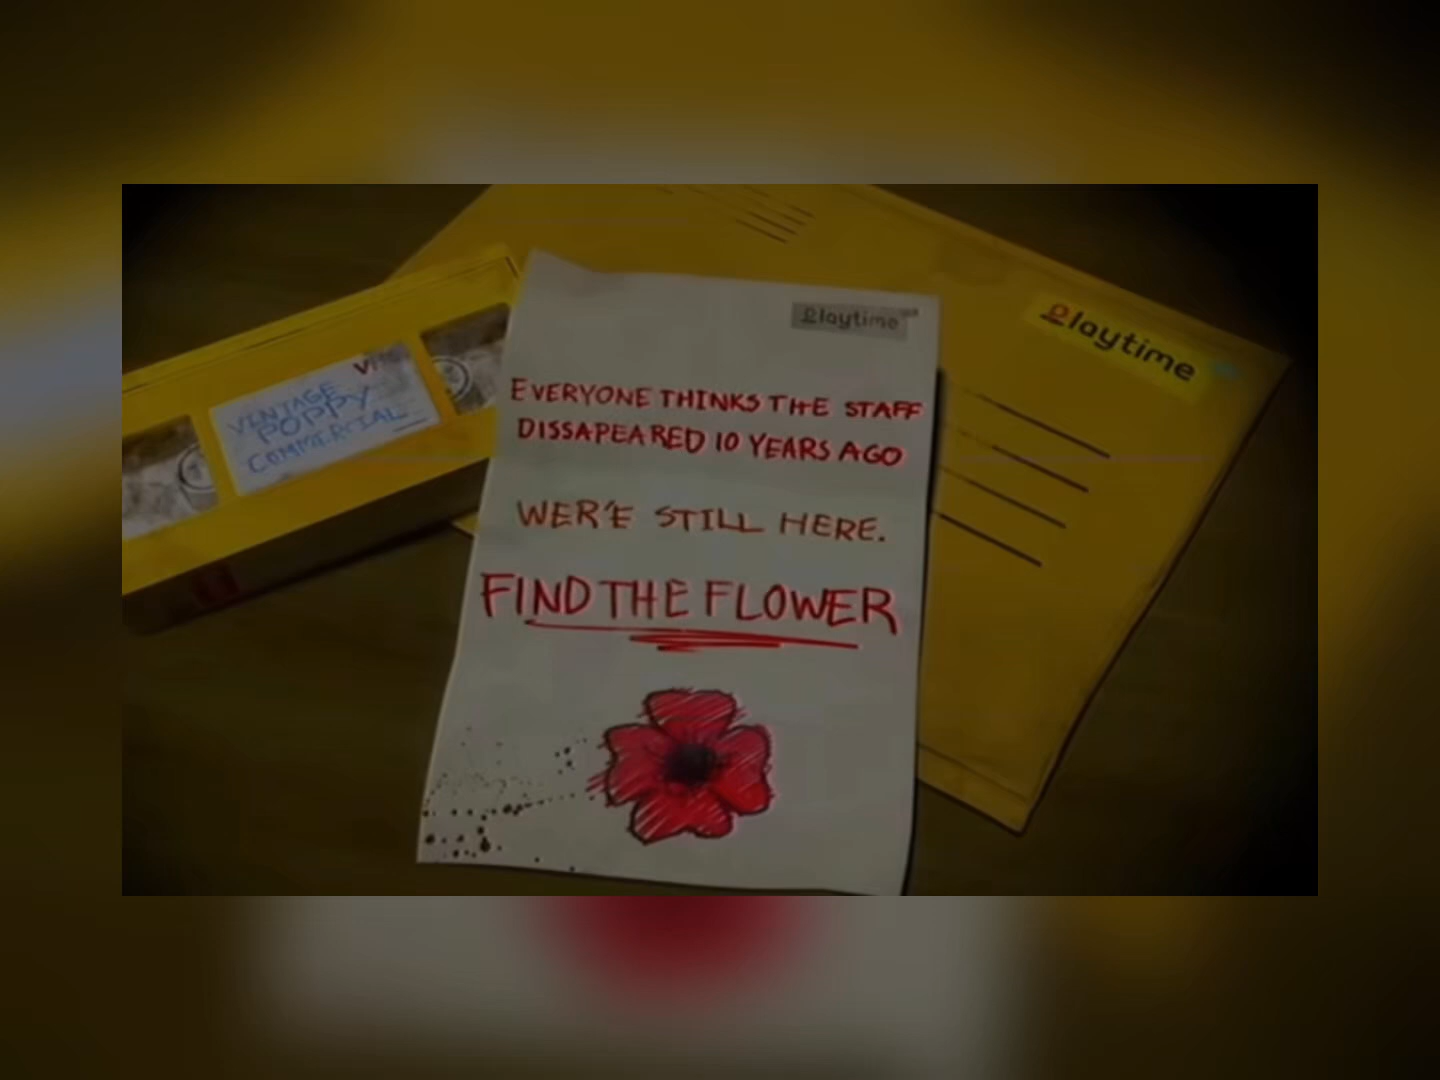 Playtime
EVERYONE THINKS THE STAFF
DISSAPEARED 10 YEARS AGO
WER'E STILL HERE.
FIND THE FLOWER
VINTAGE
POPPY
COMMERCIAL
Playtime